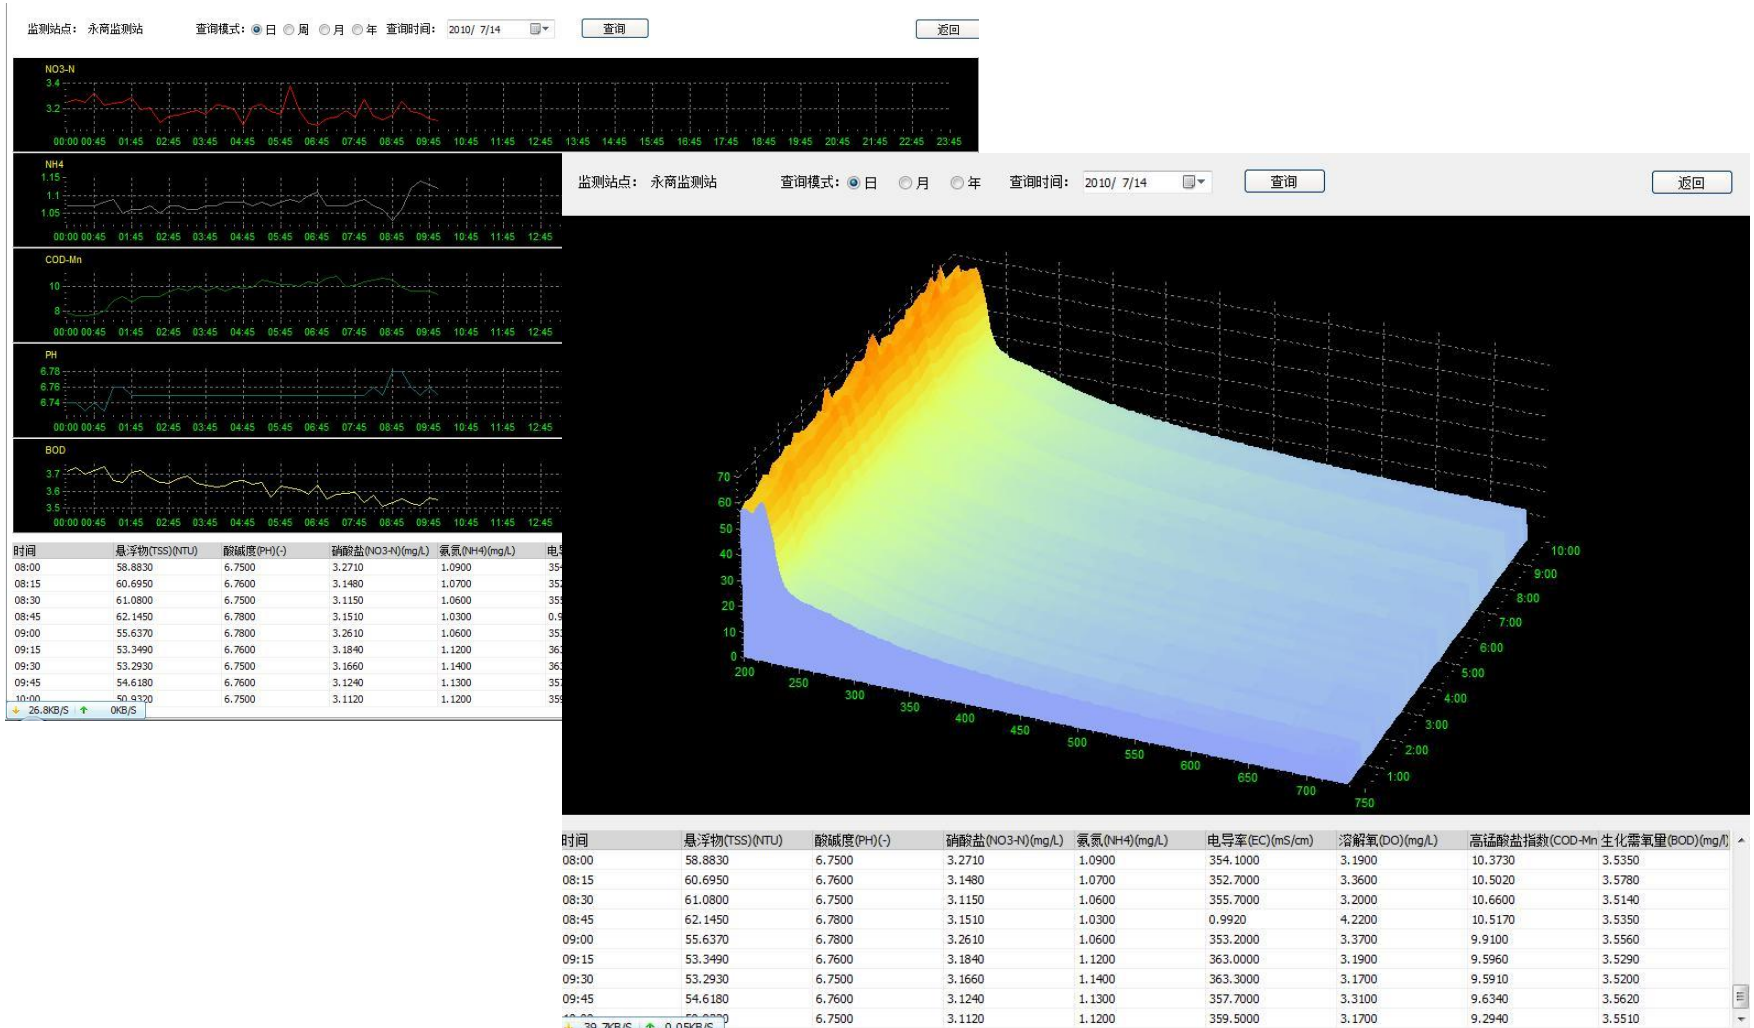 监测站点： 永商监测站 查询模式： 日 周 月 年 查询时间： 2010/ 7/14 查询 返回
NO3-N
3.4
3.2
00:00 00:45 01:45 02:45 03:45 04:45 05:45 06:45 07:45 08:45 09:45 10:45 11:45 12:45 13:45 14:45 15:45 16:45 17:45 18:45 19:45 20:45 21:45 22:45 23:45
NH4
1.15
1.1
1.05
00:00 00:45 01:45 02:45 03:45 04:45 05:45 06:45 07:45 08:45 09:45 10:45 11:45 12:45
COD-Mn
10
8
00:00 00:45 01:45 02:45 03:45 04:45 05:45 06:45 07:45 08:45 09:45 10:45 11:45 12:45
PH
6.78
6.76
6.74
00:00 00:45 01:45 02:45 03:45 04:45 05:45 06:45 07:45 08:45 09:45 10:45 11:45 12:45
BOD
3.7
3.6
3.5
00:00 00:45 01:45 02:45 03:45 04:45 05:45 06:45 07:45 08:45 09:45 10:45 11:45 12:45
时间 悬浮物(TSS)(NTU) 酸碱度(PH)(-) 硝酸盐(NO3-N)(mg/L) 氨氮(NH4)(mg/L)
08:00 58.8830 6.7500 3.2710 1.0900
08:15 60.6950 6.7600 3.1480 1.0700
08:30 61.0800 6.7500 3.1150 1.0600
08:45 62.1450 6.7800 3.1510 1.0300
09:00 55.6370 6.7800 3.2610 1.0600
09:15 53.3490 6.7600 3.1840 1.1200
09:30 53.2930 6.7500 3.1660 1.1400
09:45 54.6180 6.7600 3.1240 1.1300
10:00 50.9320 6.7500 3.1120 1.1200
26.8KB/S 0KB/S
监测站点： 永商监测站 查询模式： 日 月 年 查询时间： 2010/ 7/14 查询 返回
70
60
50
40
30
20
10
0
200 250 300 350 400 450 500 550 600 650 700 750
10:00
9:00
8:00
7:00
6:00
5:00
4:00
3:00
2:00
1:00
时间 悬浮物(TSS)(NTU) 酸碱度(PH)(-) 硝酸盐(NO3-N)(mg/L) 氨氮(NH4)(mg/L) 电导率(EC)(mS/cm) 溶解氧(DO)(mg/L) 高锰酸盐指数(COD-Mn 生化需氧量(BOD)(mg/l)
08:00 58.8830 6.7500 3.2710 1.0900 354.1000 3.1900 10.3730 3.5350
08:15 60.6950 6.7600 3.1480 1.0700 352.7000 3.3600 10.5020 3.5780
08:30 61.0800 6.7500 3.1150 1.0600 355.7000 3.2000 10.6600 3.5140
08:45 62.1450 6.7800 3.1510 1.0300 0.9920 4.2200 10.5170 3.5350
09:00 55.6370 6.7800 3.2610 1.0600 353.2000 3.3700 9.9100 3.5560
09:15 53.3490 6.7600 3.1840 1.1200 363.0000 3.1900 9.5960 3.5290
09:30 53.2930 6.7500 3.1660 1.1400 363.3000 3.1700 9.5910 3.5200
09:45 54.6180 6.7600 3.1240 1.1300 357.7000 3.3100 9.6340 3.5620
6.7500 3.1120 1.1200 359.5000 3.1700 9.2940 3.5510
39.7KB/S 0.05KB/S